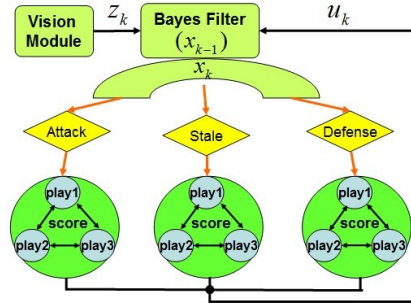 Vision
Module
z_k
Bayes Filter
(x_{k-1})
u_k
x_k
Attack
Stale
Defense
play1
score
play2
play3
play1
score
play2
play3
play1
score
play2
play3